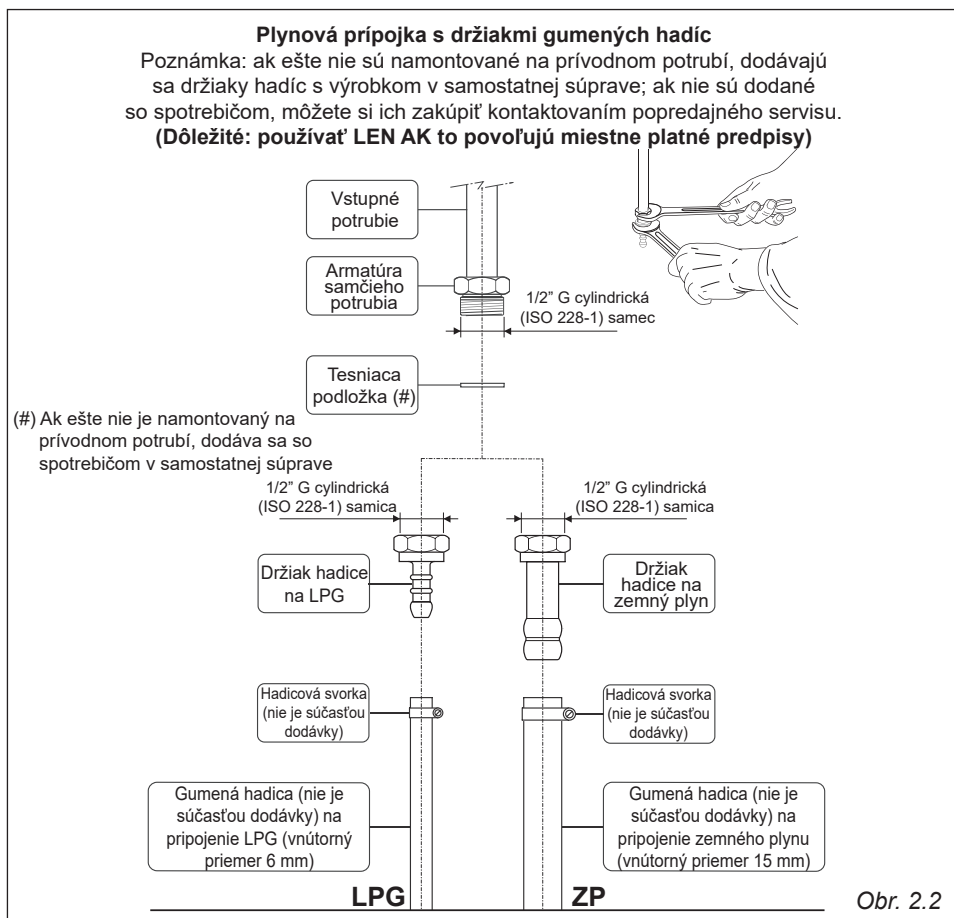 Plynová prípojka s držiakmi gumených hadíc
Poznámka: ak ešte nie sú namontované na prívodnom potrubí, dodávajú
sa držiaky hadíc s výrobkom v samostatnej súprave; ak nie sú dodané
so spotrebičom, môžete si ich zakúpiť kontaktovaním popredajného servisu.
(Dôležité: používať LEN AK to povoľujú miestne platné predpisy)
Vstupné
potrubie
Armatúra
samčieho
potrubia
1/2” G cylindrická
(ISO 228-1) samec
Tesniaca
podložka (#)
(#) Ak ešte nie je namontovaný na
prívodnom potrubí, dodáva sa so
spotrebičom v samostatnej súprave
1/2” G cylindrická
(ISO 228-1) samica
1/2” G cylindrická
(ISO 228-1) samica
Držiak hadice
na LPG
Držiak
hadice na
zemný plyn
Hadicová svorka
(nie je súčasťou
dodávky)
Hadicová svorka
(nie je súčasťou
dodávky)
Gumená hadica (nie je
súčasťou dodávky) na
pripojenie LPG (vnútorný
priemer 6 mm)
Gumená hadica (nie je
súčasťou dodávky) na
pripojenie zemného plynu
(vnútorný priemer 15 mm)
LPG
ZP
Obr. 2.2